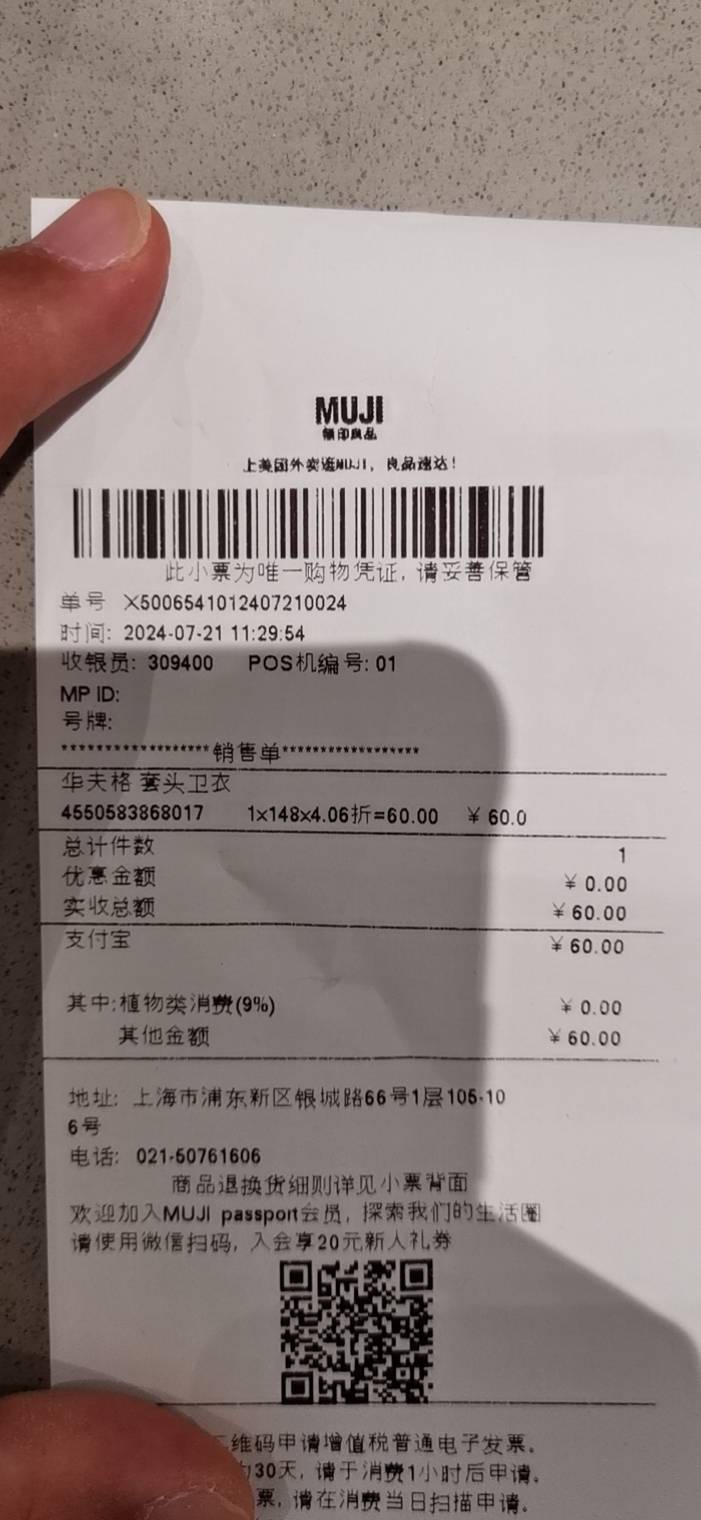 MUJI
無印良品
上美团外卖逛MUJI，良品速达！
此小票为唯一购物凭证，请妥善保管
单号 X5006541012407210024
时间: 2024-07-21 11:29:54
收银员: 309400 POS机编号: 01
MP ID:
号牌:
******************销售单******************
华夫格 套头卫衣
4550583868017 1x148x4.06折=60.00 ￥60.0
总计件数 1
优惠金额 ￥0.00
实收总额 ￥60.00
支付宝 ￥60.00
其中:植物类消费(9%) ￥0.00
其他金额 ￥60.00
地址: 上海市浦东新区银城路66号1层105-10
6号
电话: 021-50761606
商品退换货细则详见小票背面
欢迎加入MUJI passport会员，探索我们的生活圈
请使用微信扫码，入会享20元新人礼券
维码申请增值税普通电子发票。
30天，请于消费1小时后申请。
票，请在消费当日扫描申请。